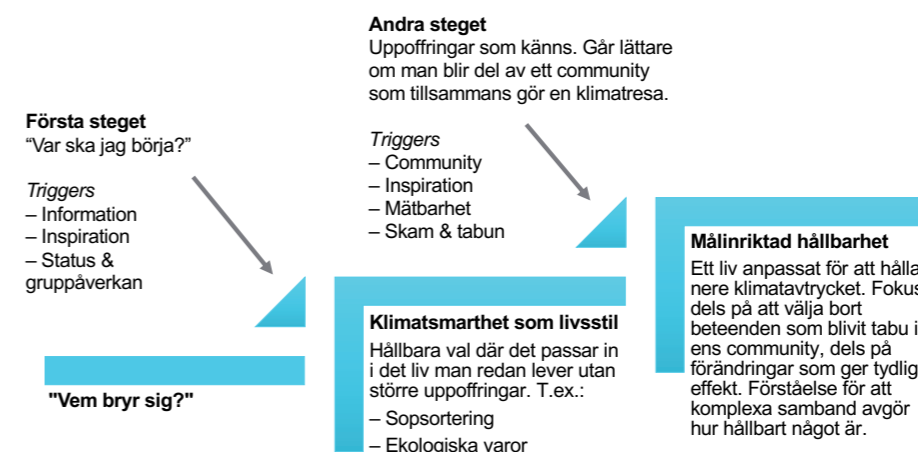 Andra steget
Uppoffringar som känns. Går lättare
om man blir del av ett community
som tillsammans gör en klimatresa.
Triggers
– Community
– Inspiration
– Mätbarhet
– Skam & tabun
Första steget
“Var ska jag börja?”
Triggers
– Information
– Inspiration
– Status &
gruppåverkan
"Vem bryr sig?"
Klimatsmarthet som livsstil
Hållbara val där det passar in
i det liv man redan lever utan
större uppoffringar. T.ex.:
– Sopsortering
– Ekologiska varor
Målinriktad hållbarhet
Ett liv anpassat för att hålla
nere klimatavtrycket. Fokus
dels på att välja bort
beteenden som blivit tabu i
ens community, dels på
förändringar som ger tydlig
effekt. Förståelse för att
komplexa samband avgör
hur hållbart något är.